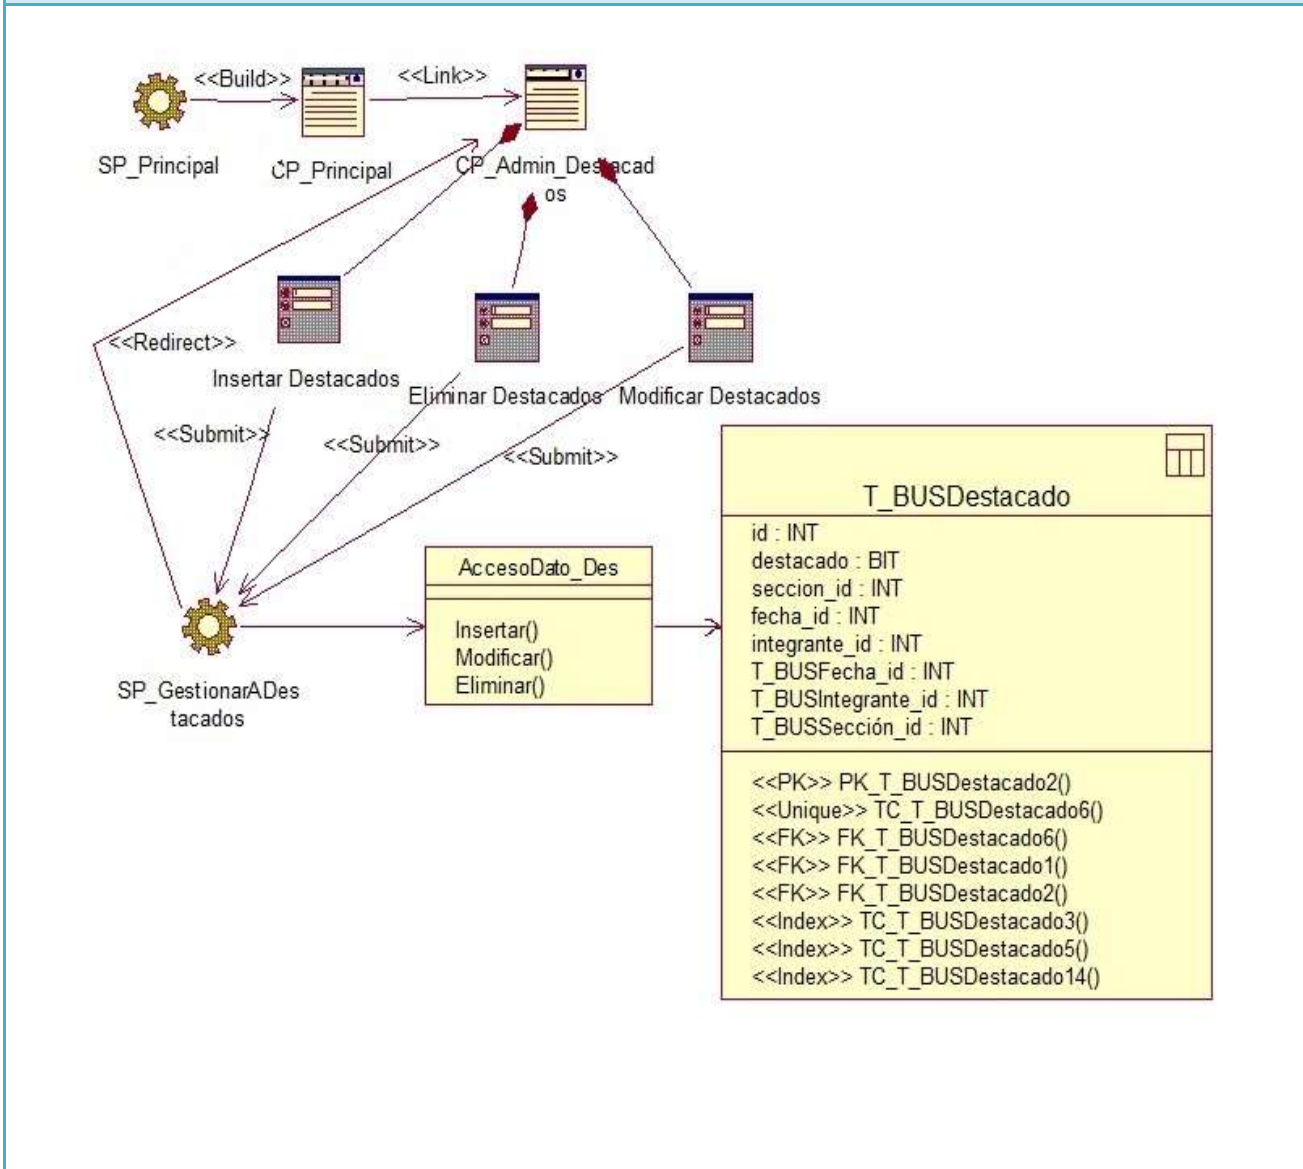 <<Build>>
<<Link>>
SP_Principal
CP_Principal
CP_Admin_Destacad
os
<<Redirect>>
Insertar Destacados
Eliminar Destacados
Modificar Destacados
<<Submit>>
<<Submit>>
<<Submit>>
SP_GestionarADes
tacados
AccesoDato_Des
Insertar()
Modificar()
Eliminar()
T_BUSDestacado
id : INT
destacado : BIT
seccion_id : INT
fecha_id : INT
integrante_id : INT
T_BUSFecha_id : INT
T_BUSIntegrante_id : INT
T_BUSSección_id : INT
<<PK>> PK_T_BUSDestacado2()
<<Unique>> TC_T_BUSDestacado6()
<<FK>> FK_T_BUSDestacado6()
<<FK>> FK_T_BUSDestacado1()
<<FK>> FK_T_BUSDestacado2()
<<Index>> TC_T_BUSDestacado3()
<<Index>> TC_T_BUSDestacado5()
<<Index>> TC_T_BUSDestacado14()